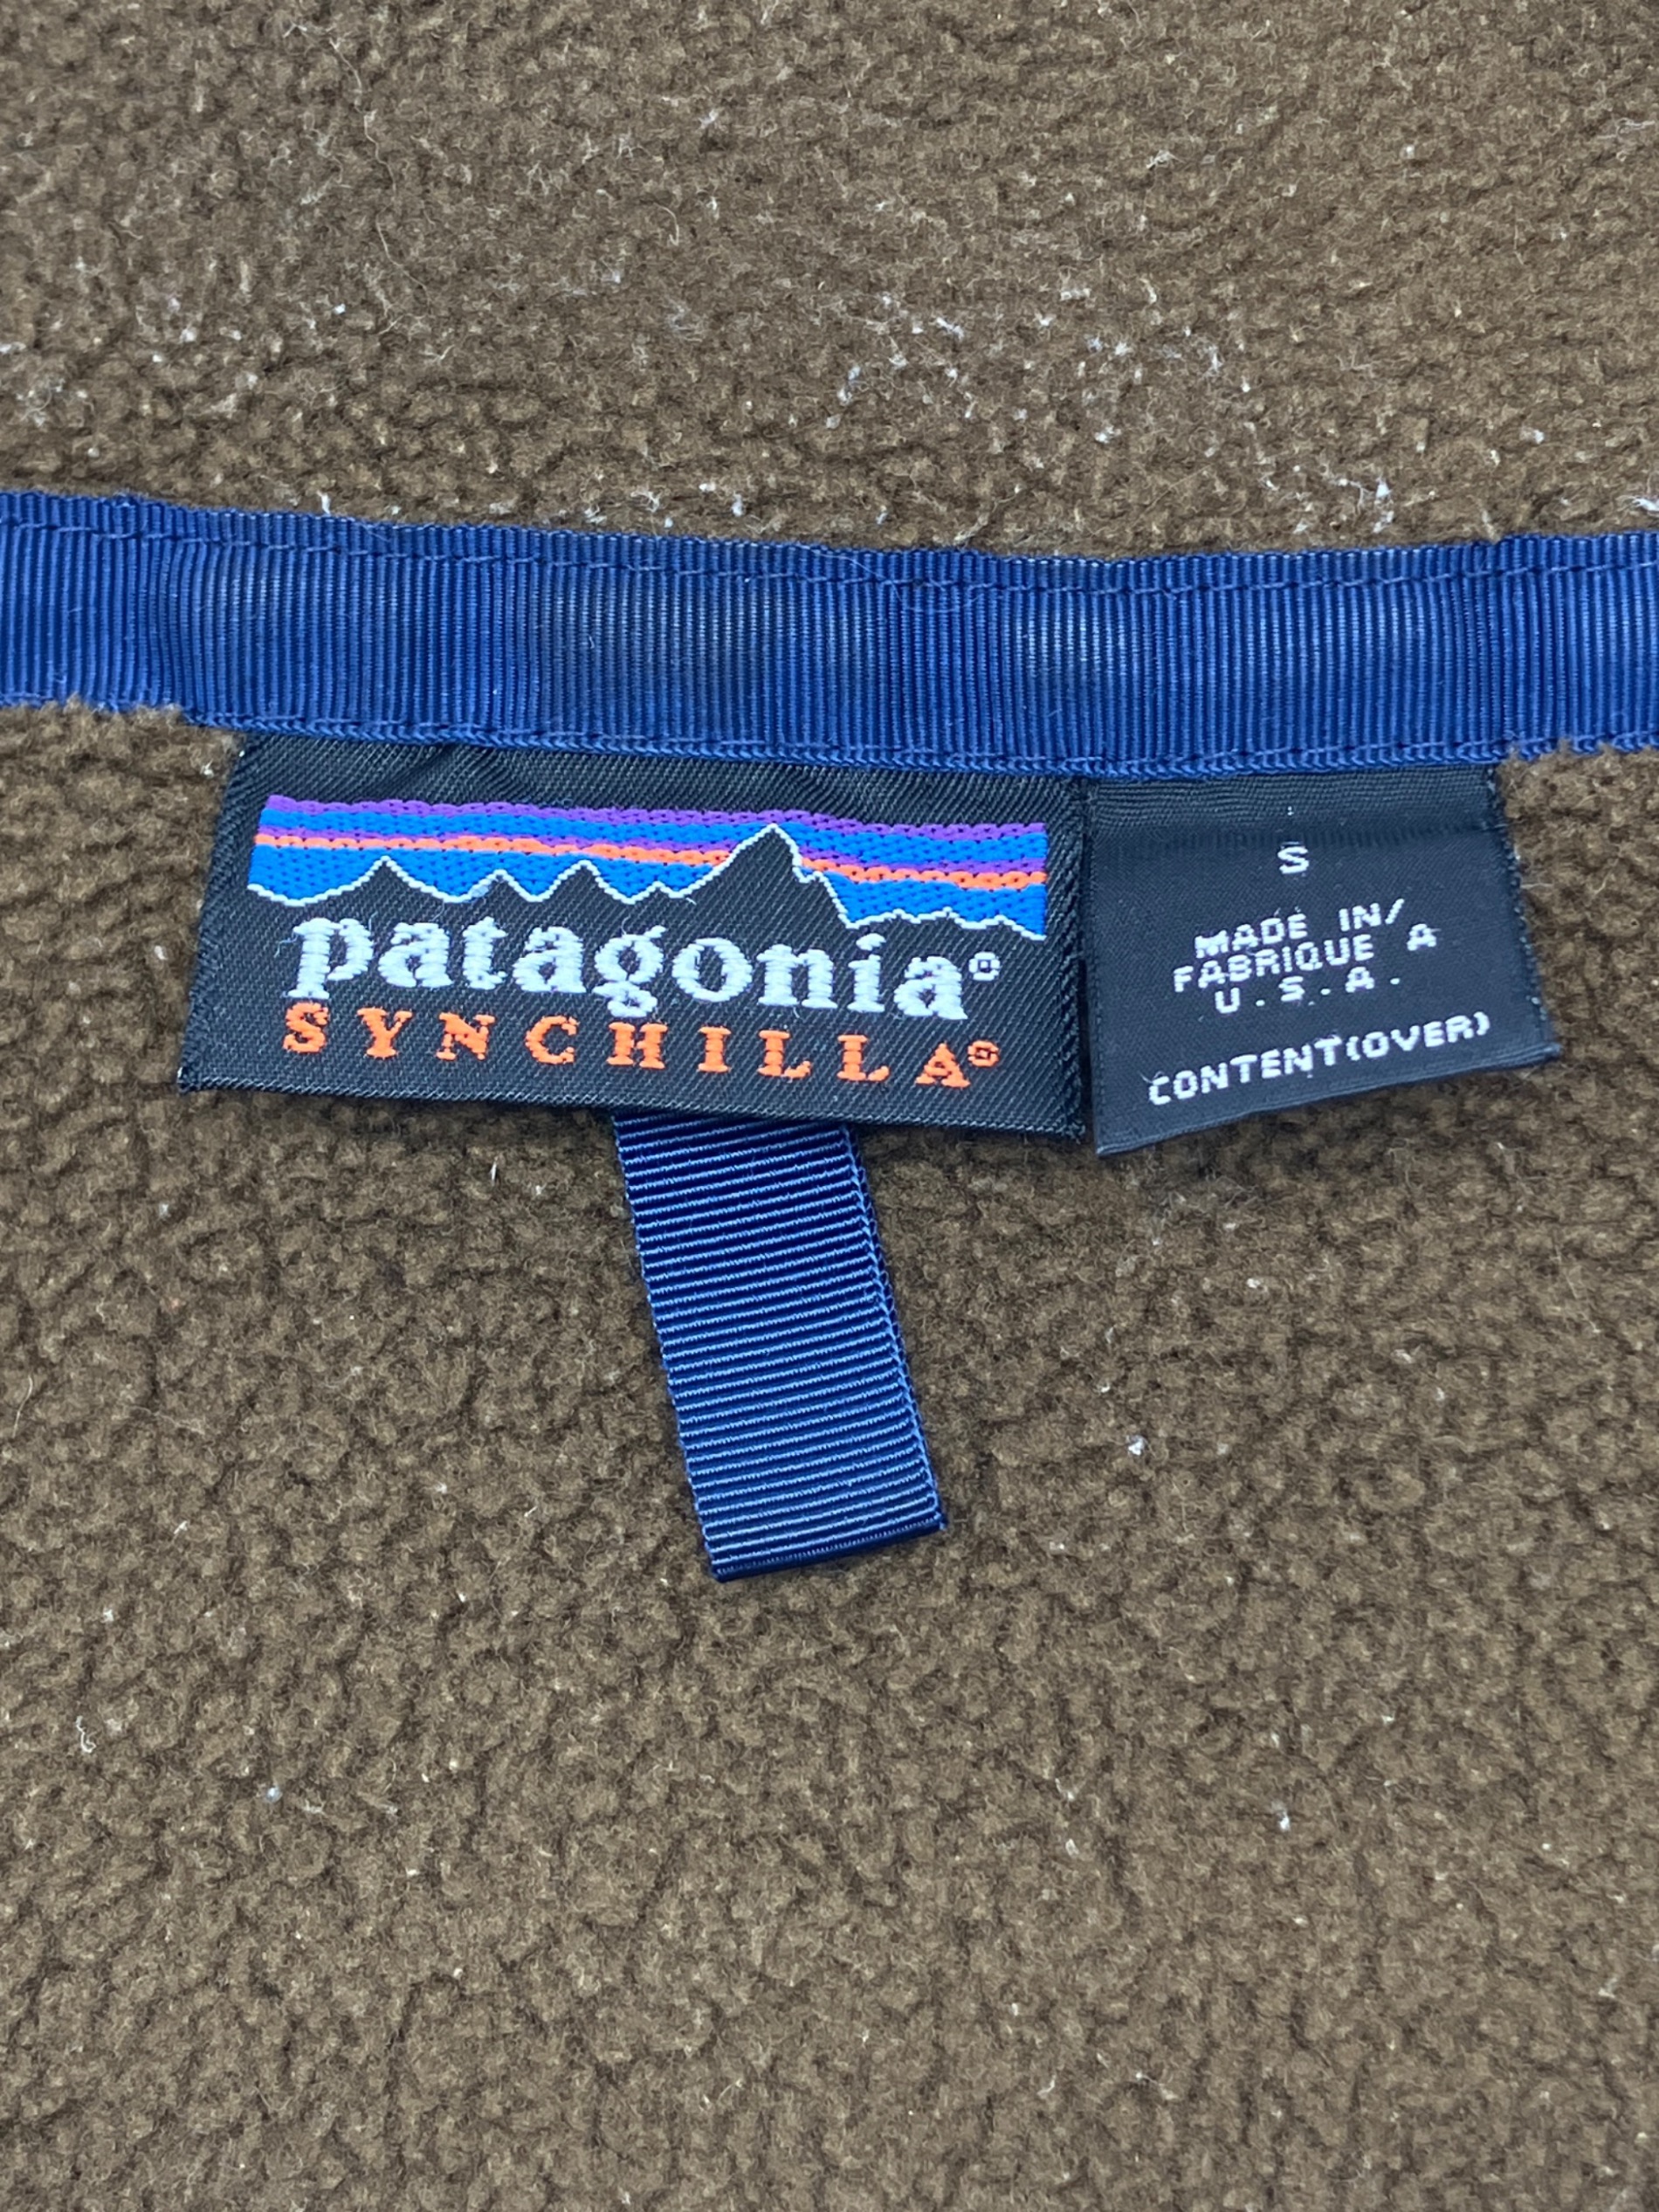 patagonia®
SYNCHILLA®
S
MADE IN/
FABRIQUE A
U.S.A.
CONTENT(OVER)